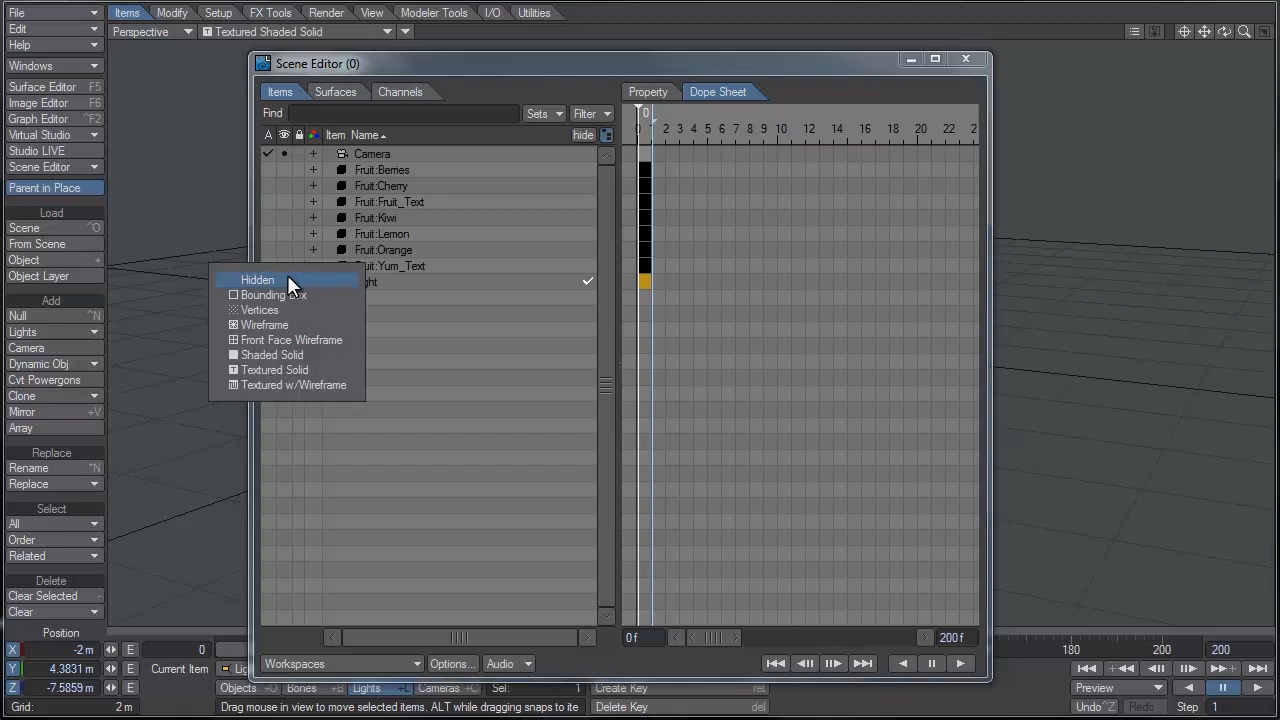 File
Items Modify Setup FX Tools Render View Modeler Tools I/O Utilities
Edit
Perspective Textured Shaded Solid
Help
Windows
Surface Editor F5
Image Editor F6
Graph Editor ^F2
Virtual Studio
Studio LIVE
Scene Editor
Parent in Place
Load
Scene ^O
From Scene
Object +
Object Layer
Add
Null ^N
Lights
Camera
Dynamic Obj
Cvt Powergons
Clone
Mirror +V
Array
Replace
Rename ^N
Replace
Select
All
Order
Related
Delete
Clear Selected -
Clear
Scene Editor (0)
Items Surfaces Channels
Find Sets Filter
A Item Name hide
Camera
Fruit:Berries
Fruit:Cherry
Fruit:Fruit_Text
Fruit:Kiwi
Fruit:Lemon
Fruit:Orange
uit:Yum_Text
ght
Hidden
Bounding Box
Vertices
Wireframe
Front Face Wireframe
Shaded Solid
Textured Solid
Textured w/Wireframe
Property Dope Sheet
0
0 2 3 4 5 6 7 8 9 10 12 14 16 18 20 22 2
0 f 200 f
Workspaces Options... Audio
Position
X -2 m E 0 180 190 200 200
Y 4.3831 m E Current Item Lig
Z -7.5859 m E Objects +O Bones +B Lights +L Cameras +C Sel: 1 Create Key ret Preview
Grid: 2 m Drag mouse in view to move selected items. ALT while dragging snaps to ite Delete Key del Undo ^Z Redo Step 1